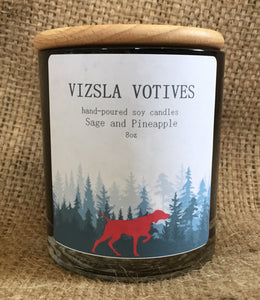 VIZSLA VOTIVES
hand-poured soy candles
Sage and Pineapple
8oz